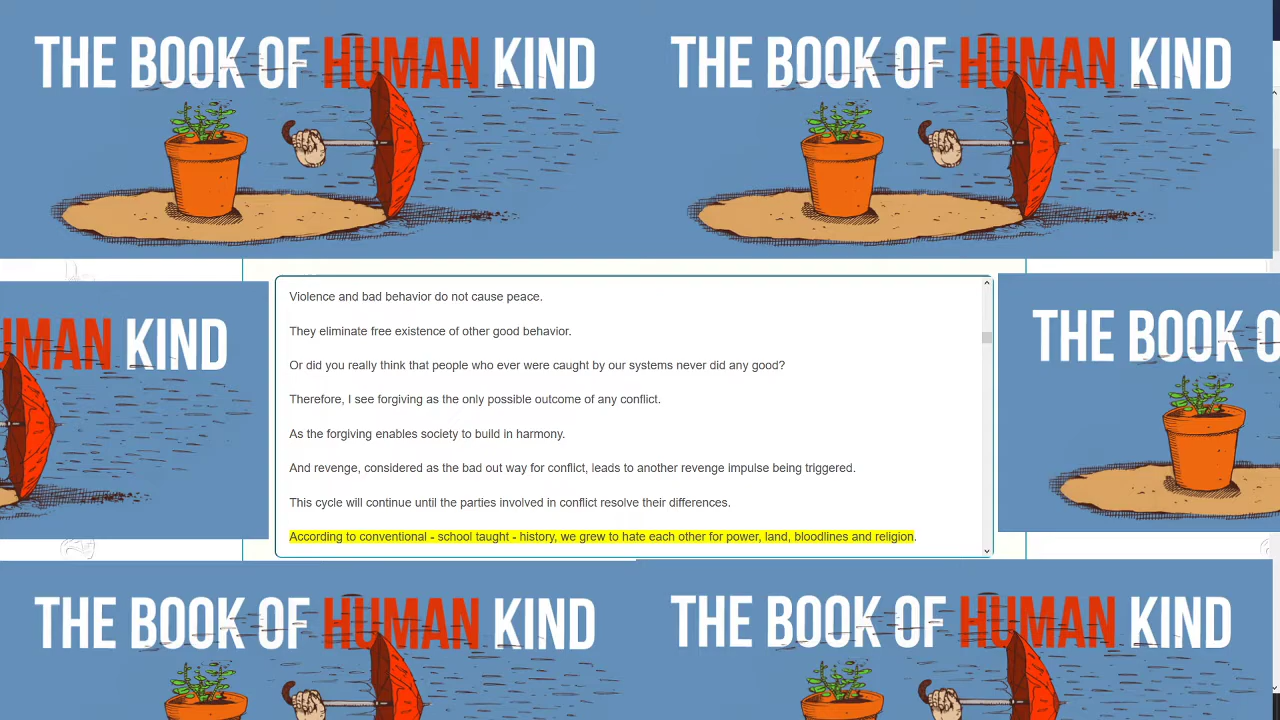 THE BOOK OF HUMAN KIND
THE BOOK OF HUMAN KIND
Violence and bad behavior do not cause peace.
They eliminate free existence of other good behavior.
Or did you really think that people who ever were caught by our systems never did any good?
Therefore, I see forgiving as the only possible outcome of any conflict.
As the forgiving enables society to build in harmony.
And revenge, considered as the bad out way for conflict, leads to another revenge impulse being triggered.
This cycle will continue until the parties involved in conflict resolve their differences.
According to conventional - school taught - history, we grew to hate each other for power, land, bloodlines and religion.
UMAN KIND
THE BOOK O
THE BOOK OF HUMAN KIND
THE BOOK OF HUMAN KIND